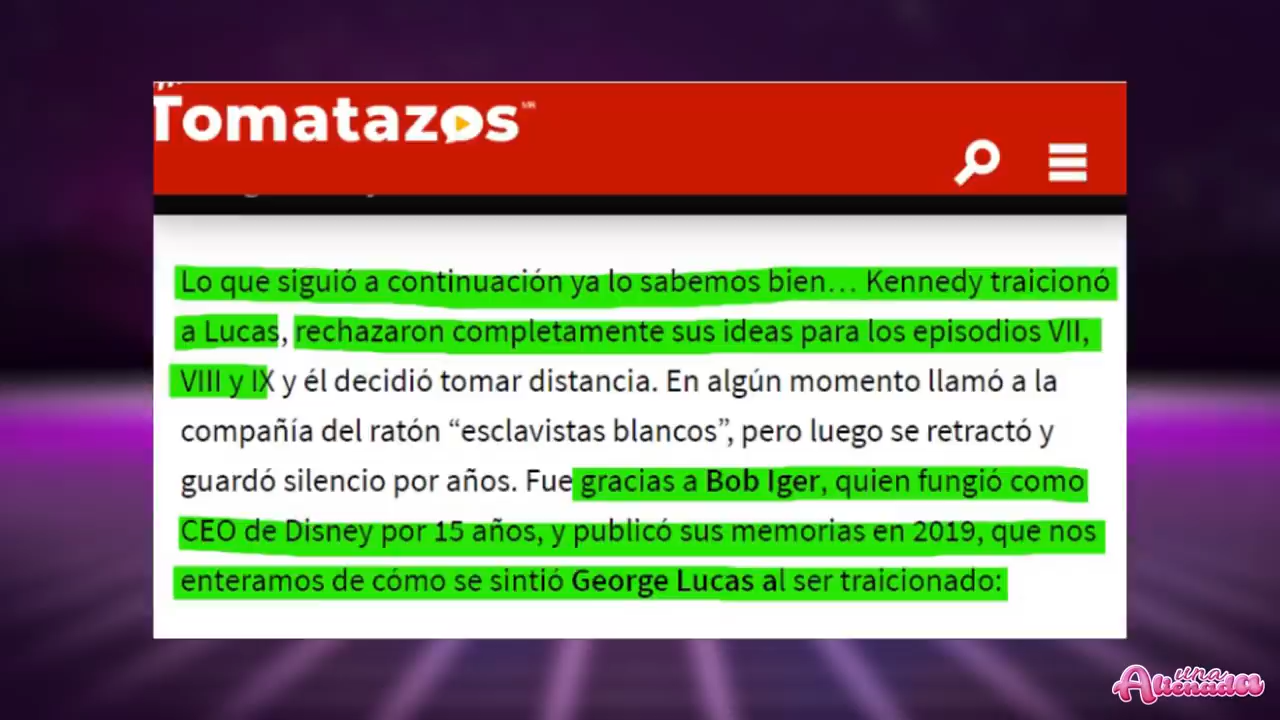 Tomatazos
Lo que siguió a continuación ya lo sabemos bien... Kennedy traicionó
a Lucas, rechazaron completamente sus ideas para los episodios VII,
VIII y IX y él decidió tomar distancia. En algún momento llamó a la
compañía del ratón “esclavistas blancos”, pero luego se retractó y
guardó silencio por años. Fue gracias a Bob Iger, quien fungió como
CEO de Disney por 15 años, y publicó sus memorias en 2019, que nos
enteramos de cómo se sintió George Lucas al ser traicionado:
una
Alienada